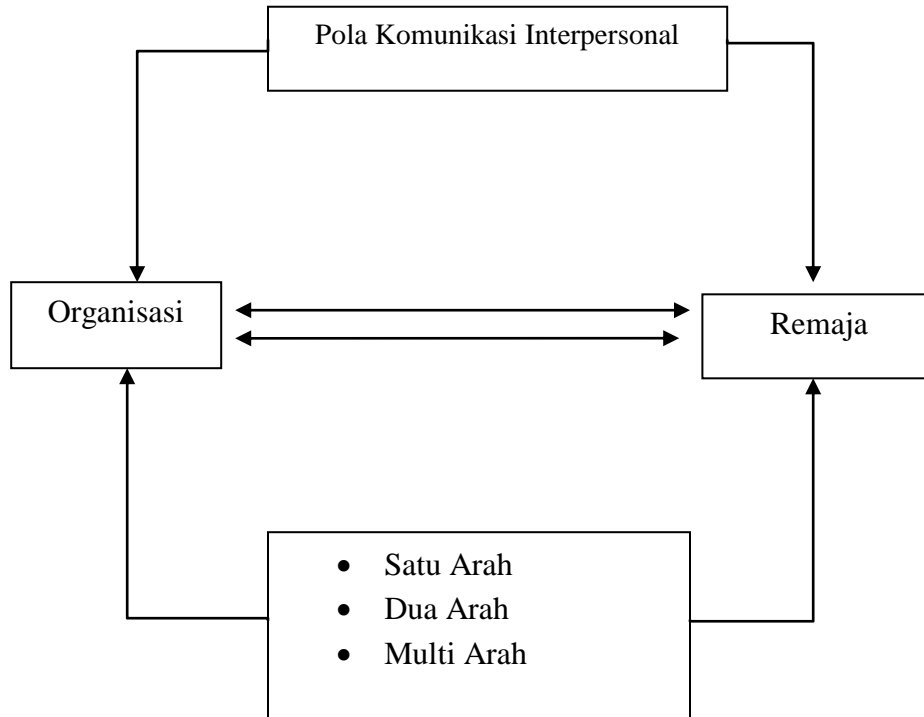 Pola Komunikasi Interpersonal
Organisasi
Remaja
• Satu Arah
• Dua Arah
• Multi Arah